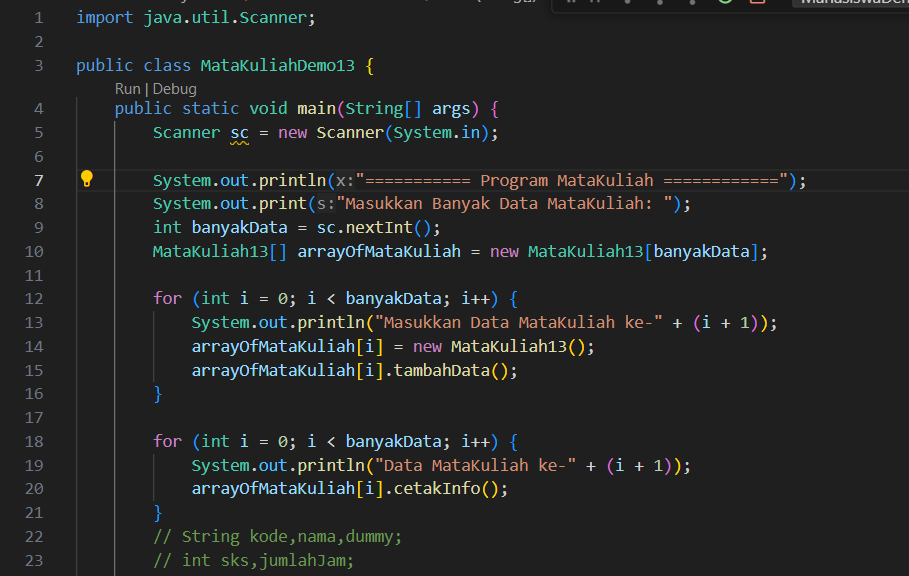 MahasiswaDem
1 import java.util.Scanner;
2
3 public class MataKuliahDemo13 {
Run | Debug
4 public static void main(String[] args) {
5 Scanner sc = new Scanner(System.in);
6
7 System.out.println(x:"=========== Program MataKuliah ============");
8 System.out.print(s:"Masukkan Banyak Data MataKuliah: ");
9 int banyakData = sc.nextInt();
10 MataKuliah13[] arrayOfMataKuliah = new MataKuliah13[banyakData];
11
12 for (int i = 0; i < banyakData; i++) {
13 System.out.println("Masukkan Data MataKuliah ke-" + (i + 1));
14 arrayOfMataKuliah[i] = new MataKuliah13();
15 arrayOfMataKuliah[i].tambahData();
16 }
17
18 for (int i = 0; i < banyakData; i++) {
19 System.out.println("Data MataKuliah ke-" + (i + 1));
20 arrayOfMataKuliah[i].cetakInfo();
21 }
22 // String kode,nama,dummy;
23 // int sks,jumlahJam;